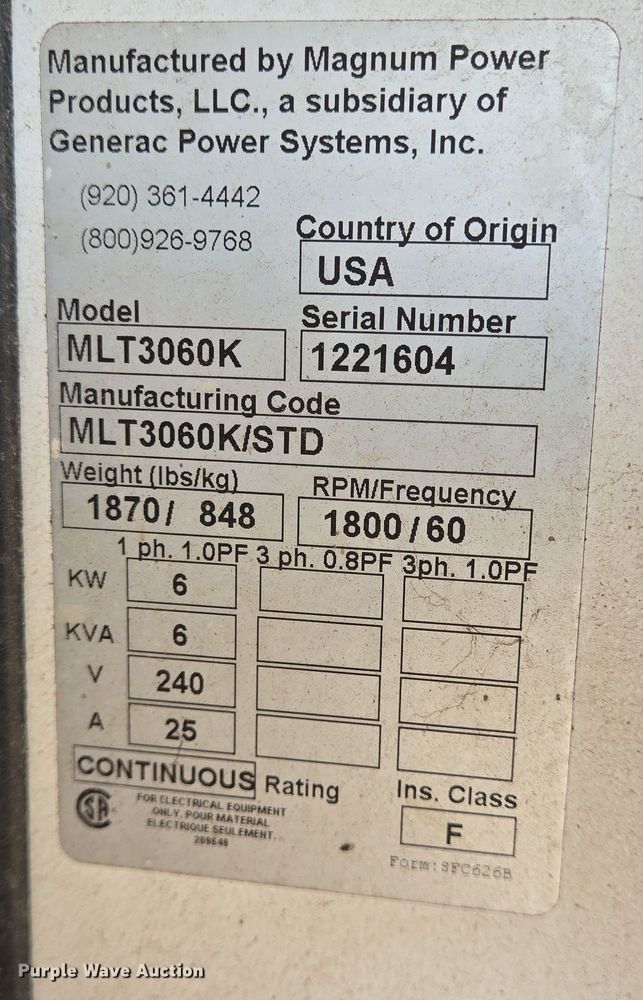 Manufactured by Magnum Power
Products, LLC., a subsidiary of
Generac Power Systems, Inc.
(920) 361-4442
(800)926-9768
Country of Origin
USA
Model
Serial Number
MLT3060K
1221604
Manufacturing Code
MLT3060K/STD
Weight (lbs/kg)
RPM/Frequency
1870/ 848
1800/60
1 ph. 1.0PF 3 ph. 0.8PF 3ph. 1.0PF
KW 6
KVA 6
V 240
A 25
CONTINUOUS Rating
Ins. Class
SA
FOR ELECTRICAL EQUIPMENT
ONLY. POUR MATERIAL
ELECTRIQUE SEULEMENT.
F
Form:SFC626B
Purple Wave Auction